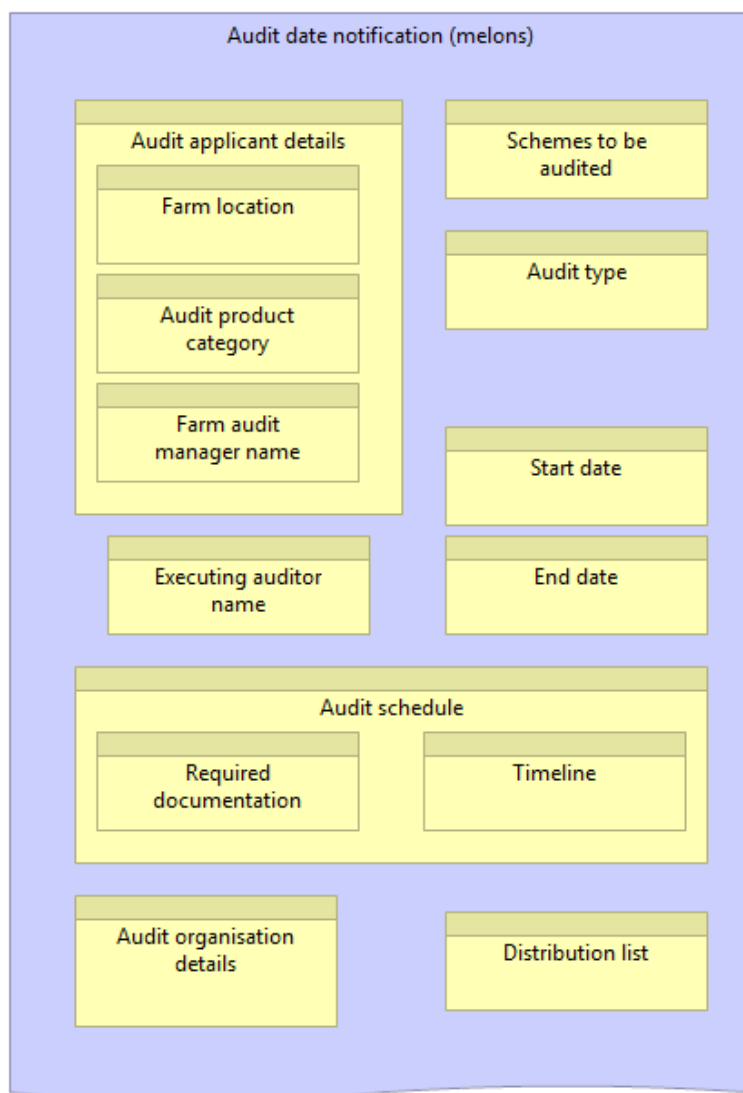 Audit date notification (melons)
Audit applicant details
Farm location
Audit product
category
Farm audit
manager name
Schemes to be
audited
Audit type
Start date
Executing auditor
name
End date
Audit schedule
Required
documentation
Timeline
Audit organisation
details
Distribution list